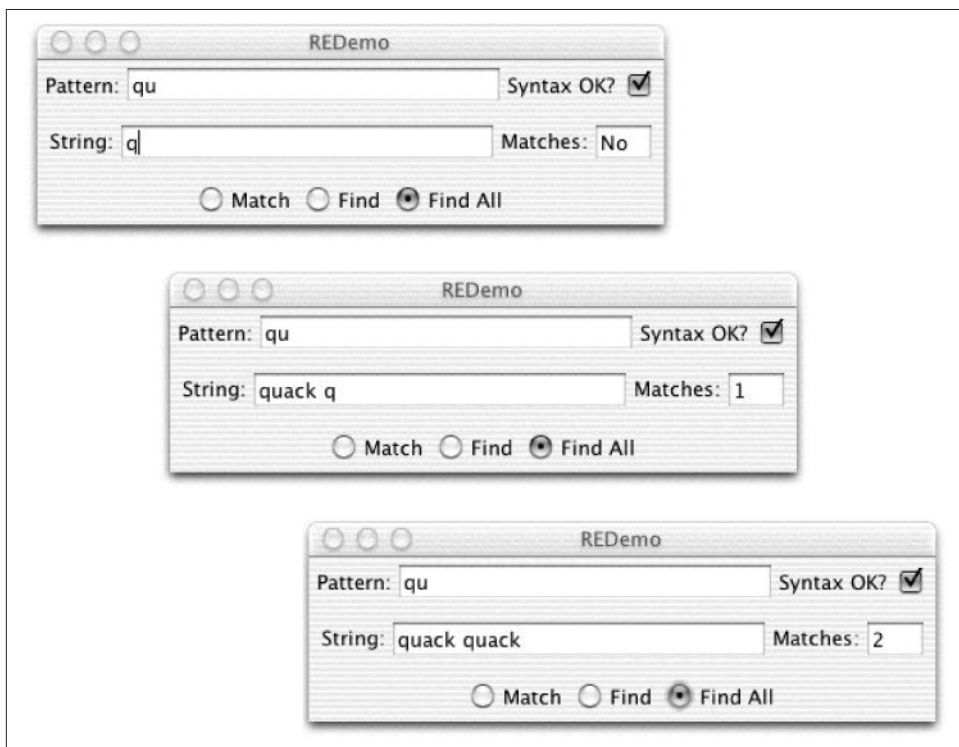 REDemo
Pattern: qu Syntax OK?
String: q Matches: No
Match Find Find All
REDemo
Pattern: qu Syntax OK?
String: quack q Matches: 1
Match Find Find All
REDemo
Pattern: qu Syntax OK?
String: quack quack Matches: 2
Match Find Find All